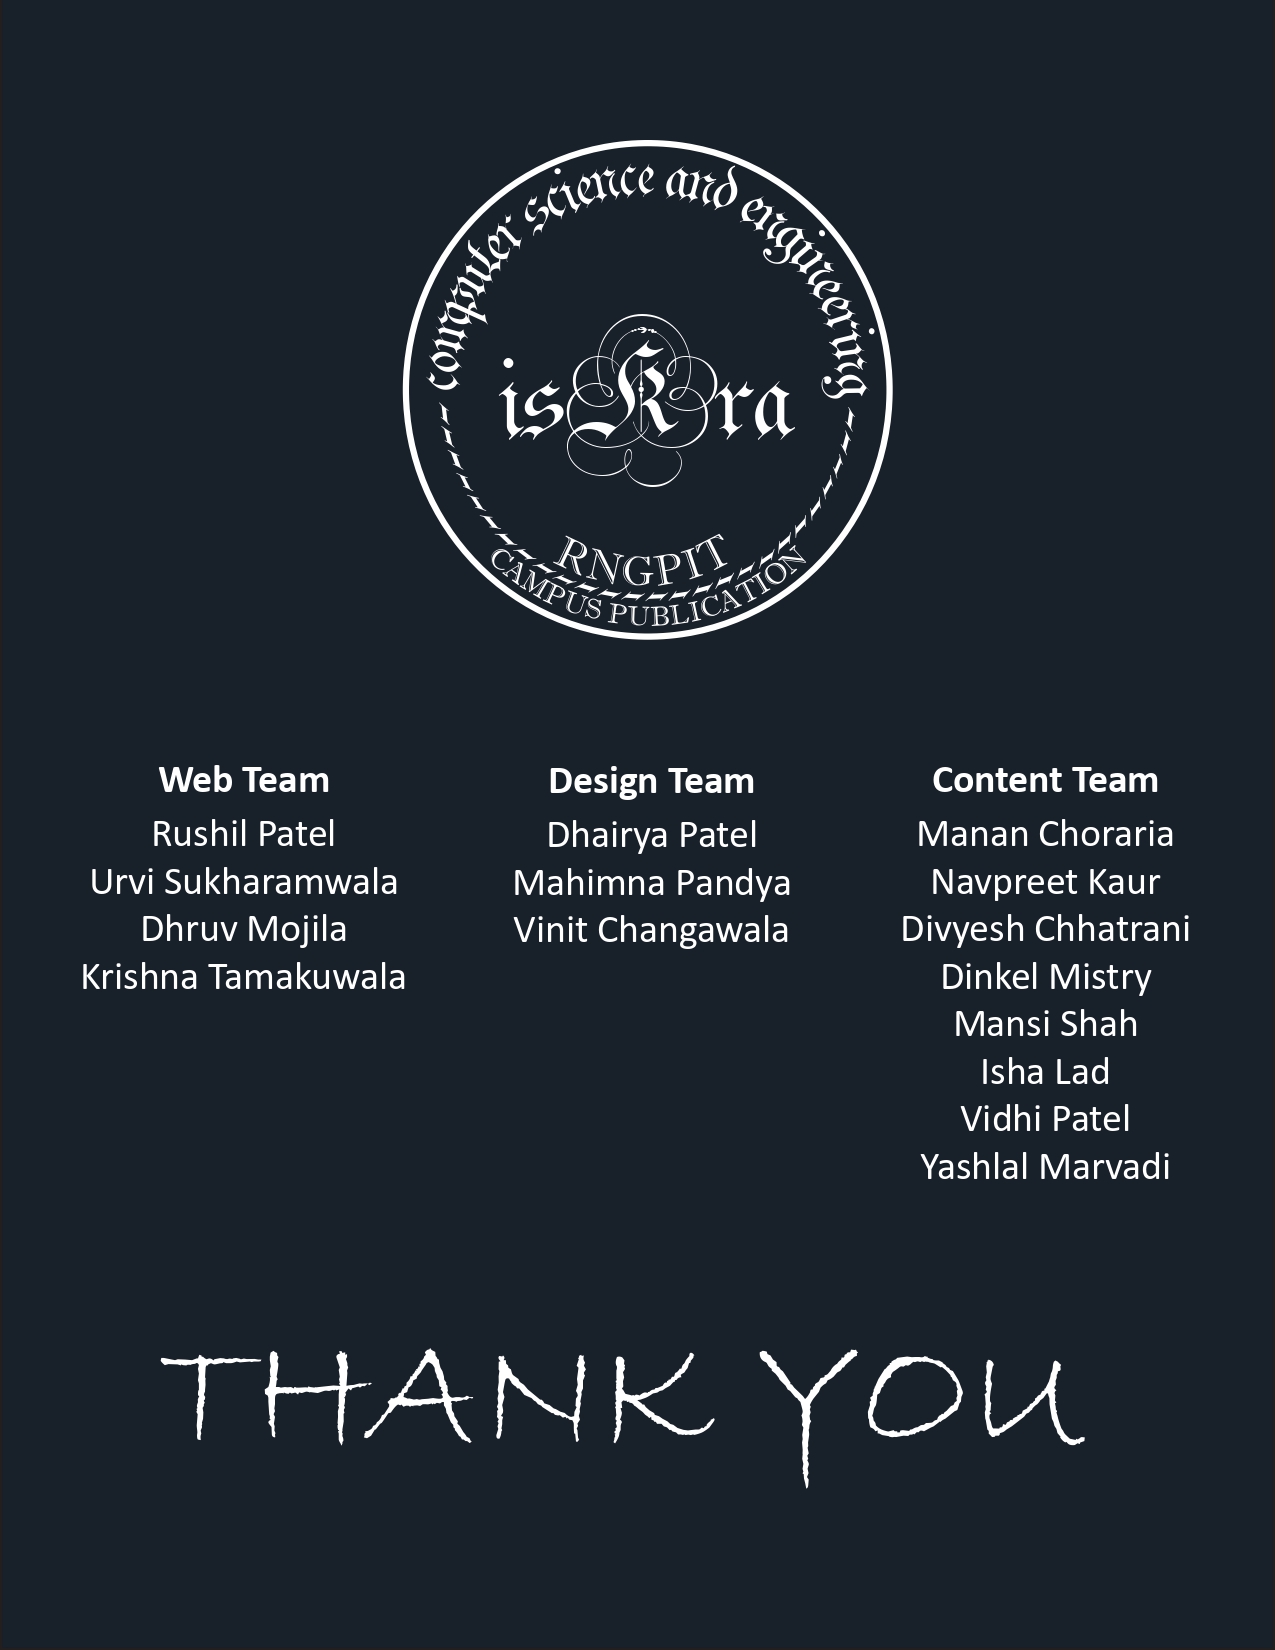 computer science and engineering
isKra
RNGPIT
CAMPUS PUBLICATION
Web Team
Rushil Patel
Urvi Sukharamwala
Dhruv Mojila
Krishna Tamakuwala
Design Team
Dhairya Patel
Mahimna Pandya
Vinit Changawala
Content Team
Manan Choraria
Navpreet Kaur
Divyesh Chhatrani
Dinkel Mistry
Mansi Shah
Isha Lad
Vidhi Patel
Yashlal Marvadi
THANK YOU